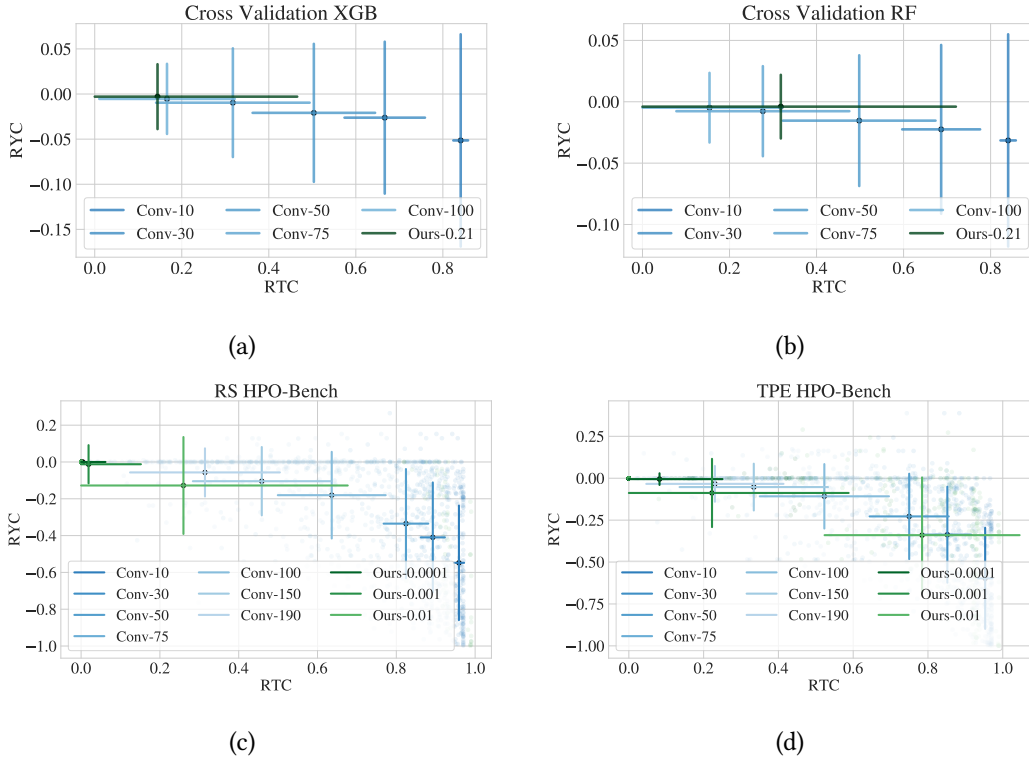 Cross Validation XGB
0.05
0.00
−0.05
−0.10
−0.15
RYC
Conv-10 Conv-50 Conv-100
Conv-30 Conv-75 Ours-0.21
0.0 0.2 0.4 0.6 0.8
RTC
(a)
Cross Validation RF
0.05
0.00
−0.05
−0.10
RYC
Conv-10 Conv-50 Conv-100
Conv-30 Conv-75 Ours-0.21
0.0 0.2 0.4 0.6 0.8
RTC
(b)
RS HPO-Bench
0.2
0.0
−0.2
−0.4
−0.6
−0.8
−1.0
RYC
Conv-10 Conv-100 Ours-0.0001
Conv-30 Conv-150 Ours-0.001
Conv-50 Conv-190 Ours-0.01
Conv-75
0.0 0.2 0.4 0.6 0.8 1.0
RTC
(c)
TPE HPO-Bench
0.25
0.00
−0.25
−0.50
−0.75
−1.00
RYC
Conv-10 Conv-100 Ours-0.0001
Conv-30 Conv-150 Ours-0.001
Conv-50 Conv-190 Ours-0.01
Conv-75
0.0 0.2 0.4 0.6 0.8 1.0
RTC
(d)